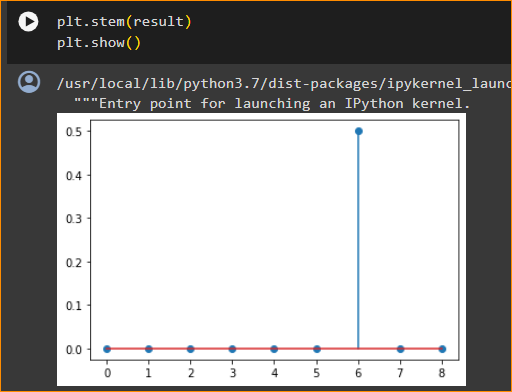 plt.stem(result)
plt.show()
/usr/local/lib/python3.7/dist-packages/ipykernel_launc
"""Entry point for launching an IPython kernel.
0.5
0.4
0.3
0.2
0.1
0.0
0 1 2 3 4 5 6 7 8